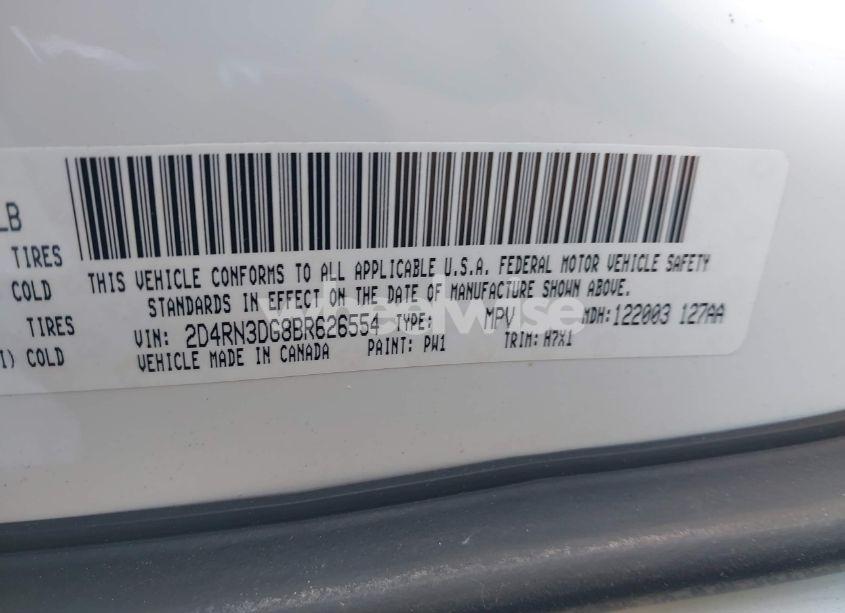 LB
TIRES
COLD
TIRES
I) COLD
THIS VEHICLE CONFORMS TO ALL APPLICABLE U.S.A. FEDERAL MOTOR VEHICLE SAFETY
STANDARDS IN EFFECT ON THE DATE OF MANUFACTURE SHOWN ABOVE.
VIN: 2D4RN3DG8BR626554 TYPE: MPV MDH: 122003 127AA
VEHICLE MADE IN CANADA PAINT: PW1 TRIM: H7X1
wheelwise